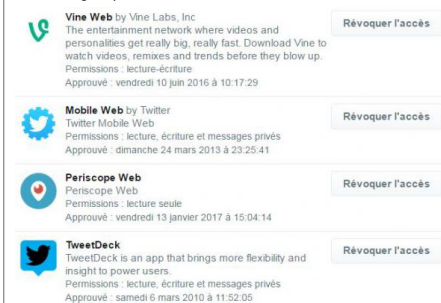 Vine Web by Vine Labs, Inc
Révoquer l'accès
The entertainment network where videos and
personalities get really big, really fast. Download Vine to
watch videos, remixes and trends before they blow up.
Permissions : lecture-écriture
Approuvé : vendredi 10 juin 2016 à 10:17:29
Mobile Web by Twitter
Révoquer l'accès
Twitter Mobile Web
Permissions : lecture, écriture et messages privés
Approuvé : dimanche 24 mars 2013 à 23:25:41
Periscope Web
Révoquer l'accès
Periscope Web
Permissions : lecture seule
Approuvé : vendredi 13 janvier 2017 à 15:04:14
TweetDeck
Révoquer l'accès
TweetDeck is an app that brings more flexibility and
insight to power users.
Permissions : lecture, écriture et messages privés
Approuvé : samedi 6 mars 2010 à 11:52:05